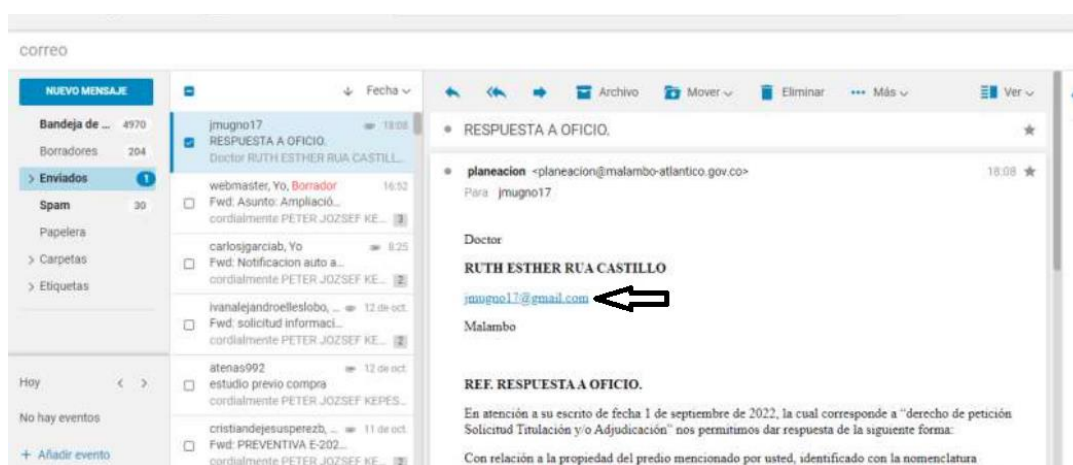 correo
NUEVO MENSAJE
Bandeja de ... 4970
Borradores 204
> Enviados 1
Spam 30
Papelera
> Carpetas
> Etiquetas
Hoy < >
No hay eventos
+ Añadir evento
↓ Fecha
jmugno17 18:08
RESPUESTA A OFICIO.
Doctor RUTH ESTHER RUA CASTILL...
webmaster, Yo, Borrador 16:52
Fwd: Asunto: Ampliació...
cordialmente PETER JOZSEF KE... 3
carlosjgarciab, Yo 8:25
Fwd: Notificacion auto a...
cordialmente PETER JOZSEF KE... 2
ivanalejandroelleslobo, ... 12 de oct.
Fwd: solicitud informaci...
cordialmente PETER JOZSEF KE... 2
atenas992 12 de oct.
estudio previo compra
cordialmente PETER JOZSEF KEPES...
cristiandejesusperezb, ... 11 de oct.
Fwd: PREVENTIVA E-202...
cordialmente PETER JOZSEF KE... 2
Archivo Mover Eliminar ••• Más Ver
RESPUESTA A OFICIO.
planeacion <planeacion@malambo-atlantico.gov.co> 18:08
Para jmugno17
Doctor
RUTH ESTHER RUA CASTILLO
jmugno17@gmail.com
Malambo
REF. RESPUESTA A OFICIO.
En atención a su escrito de fecha 1 de septiembre de 2022, la cual corresponde a “derecho de petición
Solicitud Titulación y/o Adjudicación” nos permitimos dar respuesta de la siguiente forma:
Con relación a la propiedad del predio mencionado por usted, identificado con la nomenclatura